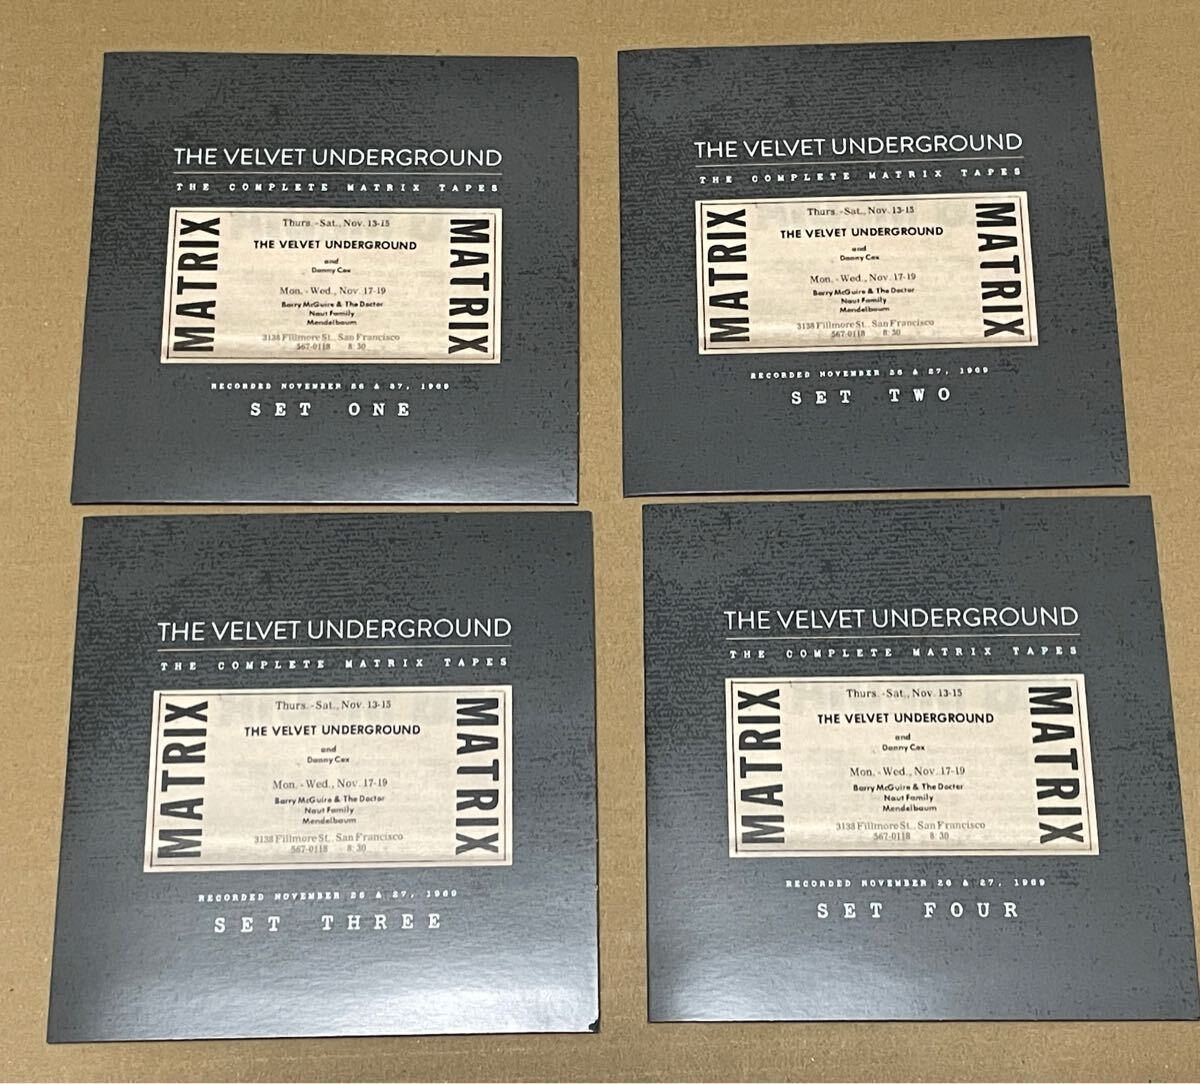 THE VELVET UNDERGROUND
THE COMPLETE MATRIX TAPES
MATRIX
Thurs.-Sat., Nov. 13-15
THE VELVET UNDERGROUND
and
Danny Cox
Mon.-Wed., Nov. 17-19
Barry McGuire & The Doctor
Naut Family
Mendelbaum
3138 Fillmore St., San Francisco
567-0118 8:30
MATRIX
RECORDED NOVEMBER 26 & 27, 1969
SET ONE
THE VELVET UNDERGROUND
THE COMPLETE MATRIX TAPES
MATRIX
Thurs.-Sat., Nov. 13-15
THE VELVET UNDERGROUND
and
Danny Cox
Mon.-Wed., Nov. 17-19
Barry McGuire & The Doctor
Naut Family
Mendelbaum
3138 Fillmore St., San Francisco
567-0118 8:30
MATRIX
RECORDED NOVEMBER 26 & 27, 1969
SET TWO
THE VELVET UNDERGROUND
THE COMPLETE MATRIX TAPES
MATRIX
Thurs.-Sat., Nov. 13-15
THE VELVET UNDERGROUND
and
Danny Cox
Mon.-Wed., Nov. 17-19
Barry McGuire & The Doctor
Naut Family
Mendelbaum
3138 Fillmore St., San Francisco
567-0118 8:30
MATRIX
RECORDED NOVEMBER 26 & 27, 1969
SET THREE
THE VELVET UNDERGROUND
THE COMPLETE MATRIX TAPES
MATRIX
Thurs.-Sat., Nov. 13-15
THE VELVET UNDERGROUND
and
Danny Cox
Mon.-Wed., Nov. 17-19
Barry McGuire & The Doctor
Naut Family
Mendelbaum
3138 Fillmore St., San Francisco
567-0118 8:30
MATRIX
RECORDED NOVEMBER 26 & 27, 1969
SET FOUR